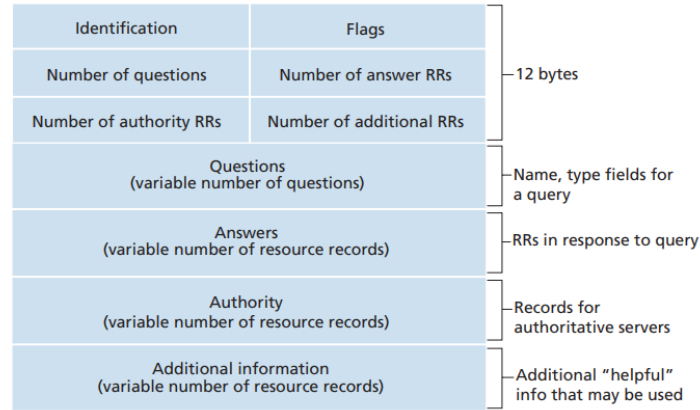 Identification
Flags
Number of questions
Number of answer RRs
12 bytes
Number of authority RRs
Number of additional RRs
Questions
(variable number of questions)
Name, type fields for
a query
Answers
(variable number of resource records)
RRs in response to query
Authority
(variable number of resource records)
Records for
authoritative servers
Additional information
(variable number of resource records)
Additional “helpful”
info that may be used